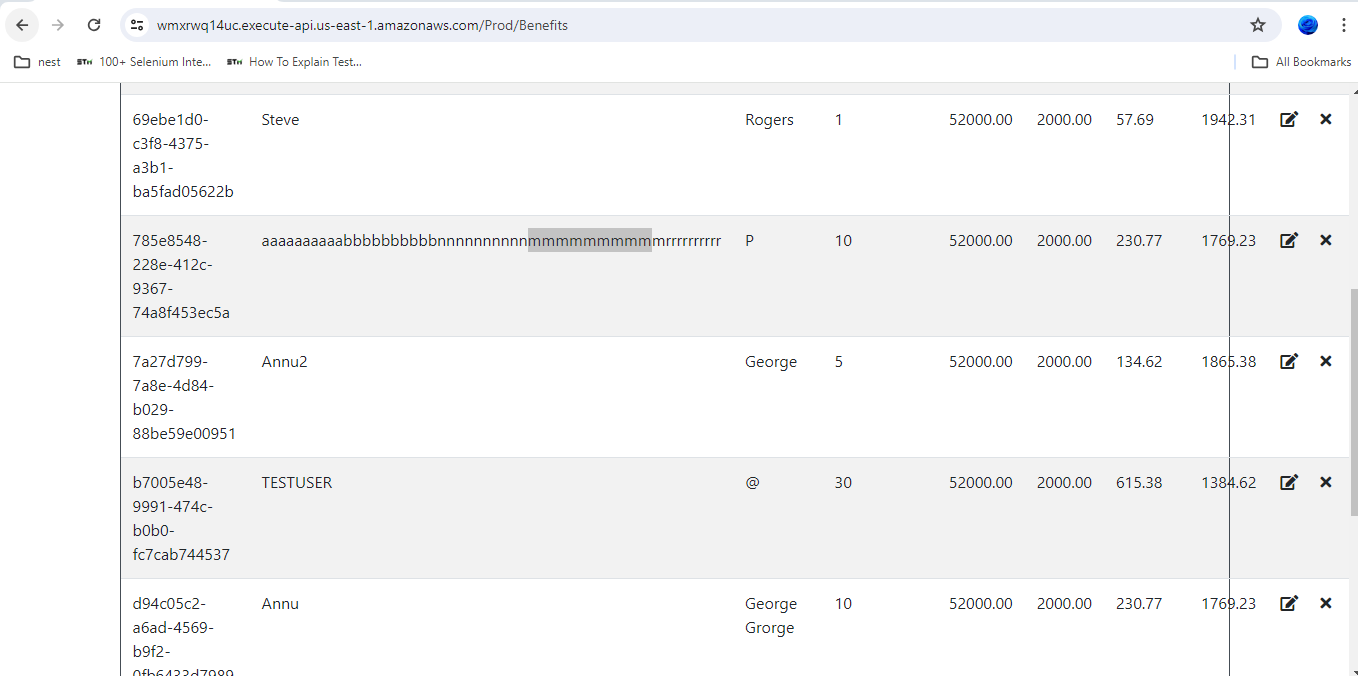 wmxrwq14uc.execute-api.us-east-1.amazonaws.com/Prod/Benefits
nest
100+ Selenium Inte...
How To Explain Test...
All Bookmarks
69ebe1d0- Steve Rogers 1 52000.00 2000.00 57.69 1942.31
c3f8-4375-
a3b1-
ba5fad05622b
785e8548- aaaaaaaaaabbbbbbbbbbnnnnnnnnnnmmmmmmmmmmrrrrrrrrrr P 10 52000.00 2000.00 230.77 1769.23
228e-412c-
9367-
74a8f453ec5a
7a27d799- Annu2 George 5 52000.00 2000.00 134.62 1865.38
7a8e-4d84-
b029-
88be59e00951
b7005e48- TESTUSER @ 30 52000.00 2000.00 615.38 1384.62
9991-474c-
b0b0-
fc7cab744537
d94c05c2- Annu George 10 52000.00 2000.00 230.77 1769.23
a6ad-4569- Grorge
b9f2-
0fb6433d7989